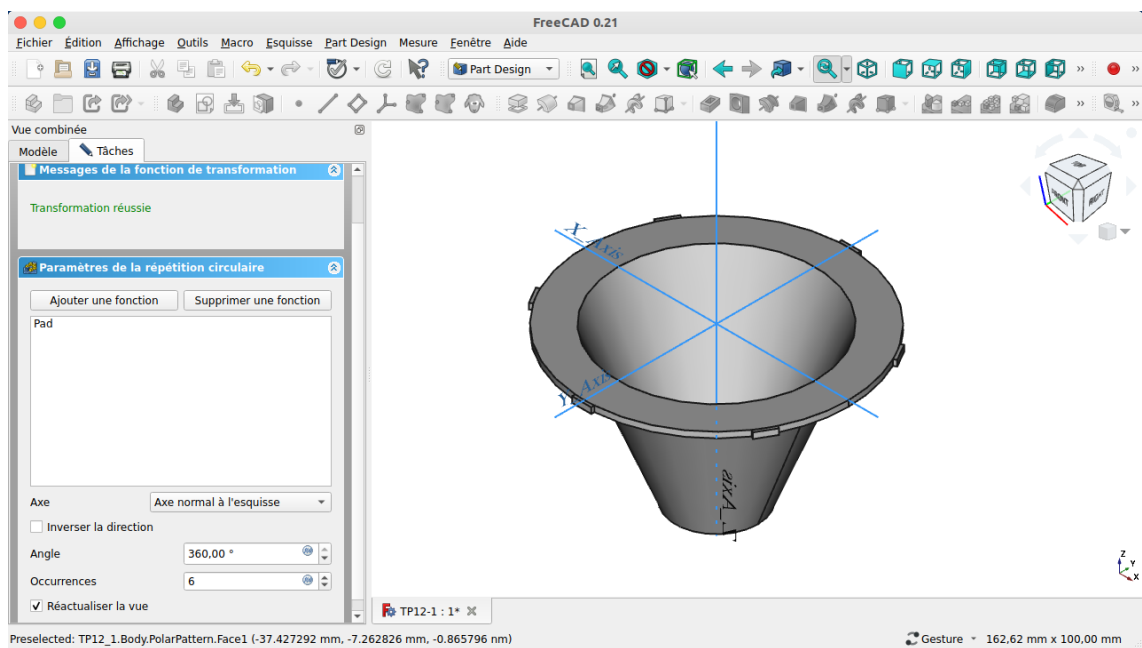 FreeCAD 0.21
Fichier Édition Affichage Outils Macro Esquisse Part Design Mesure Fenêtre Aide
Part Design
Vue combinée
Modèle Tâches
Messages de la fonction de transformation
Transformation réussie
Paramètres de la répétition circulaire
Ajouter une fonction Supprimer une fonction
Pad
Axe Axe normal à l'esquisse
Inverser la direction
Angle 360,00 °
Occurrences 6
Réactualiser la vue
X_Axis
Y_Axis
TOP
FRONT
RIGHT
Z
Y
X
TP12-1 : 1*
Preselected: TP12_1.Body.PolarPattern.Face1 (-37.427292 mm, -7.262826 mm, -0.865796 nm)
Gesture 162,62 mm x 100,00 mm